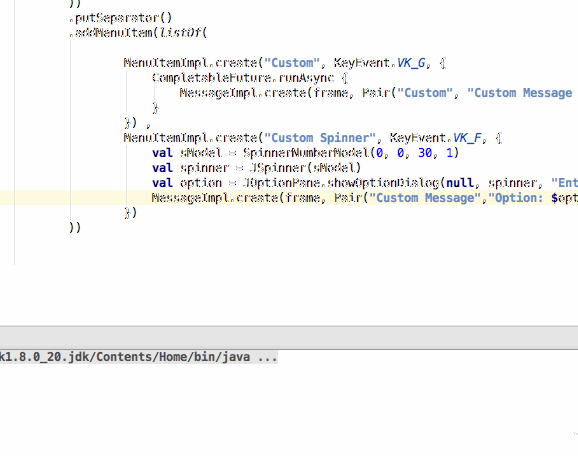 ))
.putSeparator()
.addMenuItem(listOf(
MenuItemImpl.create("Custom", KeyEvent.VK_G, {
CompletableFuture.runAsync {
MessageImpl.create(frame, Pair("Custom", "Custom Message
}
}) ,
MenuItemImpl.create("Custom Spinner", KeyEvent.VK_F, {
val sModel = SpinnerNumberModel(0, 0, 30, 1)
val spinner = JSpinner(sModel)
val option = JOptionPane.showOptionDialog(null, spinner, "Ent
MessageImpl.create(frame, Pair("Custom Message","Option: $opt
})
))
k1.8.0_20.jdk/Contents/Home/bin/java ...